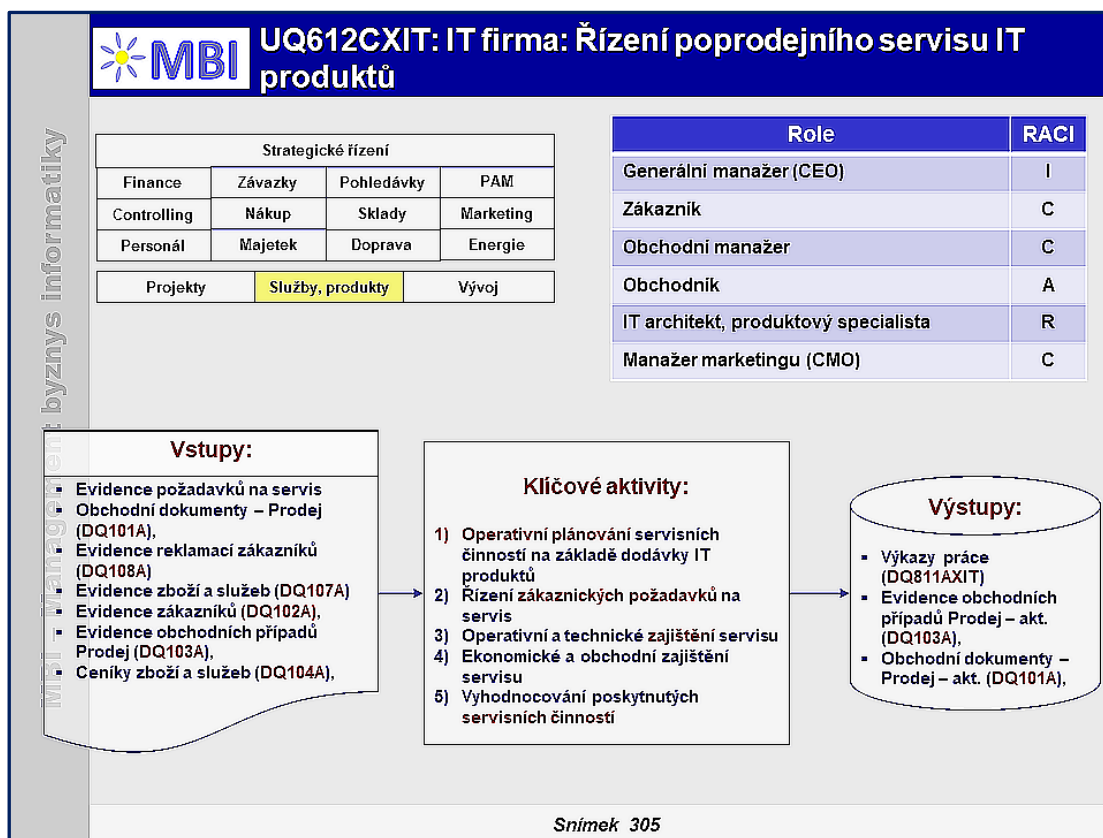 MBI
UQ612CXIT: IT firma: Řízení poprodejního servisu IT
produktů
MBI – Management byznys informatiky
Strategické řízení
Finance Závazky Pohledávky PAM
Controlling Nákup Sklady Marketing
Personál Majetek Doprava Energie
Projekty Služby, produkty Vývoj
Role RACI
Generální manažer (CEO) I
Zákazník C
Obchodní manažer C
Obchodník A
IT architekt, produktový specialista R
Manažer marketingu (CMO) C
Vstupy:
▪ Evidence požadavků na servis
▪ Obchodní dokumenty – Prodej
(DQ101A),
▪ Evidence reklamací zákazníků
(DQ108A)
▪ Evidence zboží a služeb (DQ107A)
▪ Evidence zákazníků (DQ102A),
▪ Evidence obchodních případů
Prodej (DQ103A),
▪ Ceníky zboží a služeb (DQ104A),
Klíčové aktivity:
1) Operativní plánování servisních
činností na základě dodávky IT
produktů
2) Řízení zákaznických požadavků na
servis
3) Operativní a technické zajištění servisu
4) Ekonomické a obchodní zajištění
servisu
5) Vyhodnocování poskytnutých
servisních činností
Výstupy:
▪ Výkazy práce
(DQ811AXIT)
▪ Evidence obchodních
případů Prodej – akt.
(DQ103A),
▪ Obchodní dokumenty –
Prodej – akt. (DQ101A),
Snímek 305